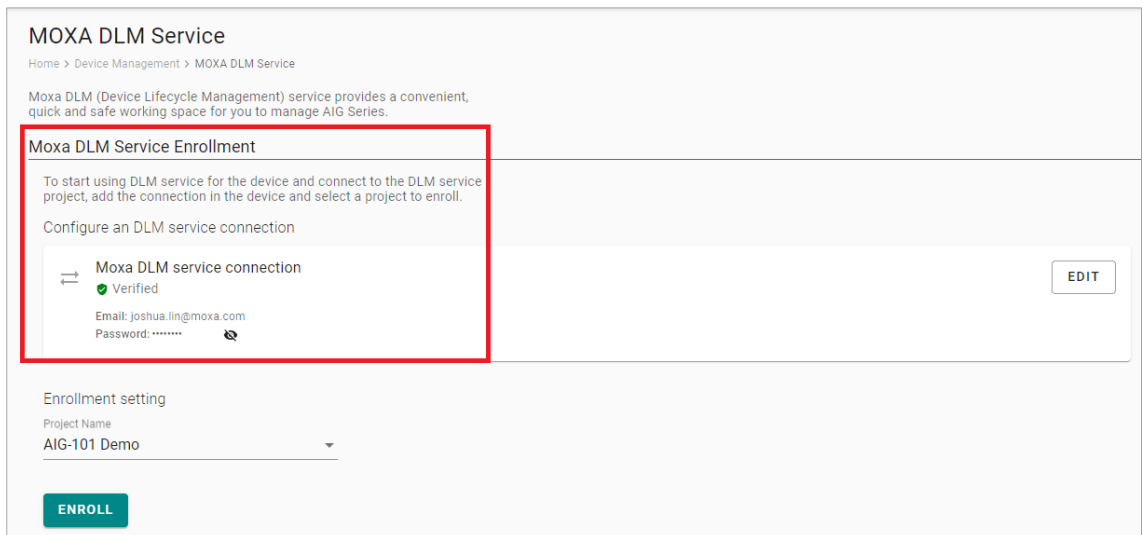 MOXA DLM Service
Home > Device Management > MOXA DLM Service
Moxa DLM (Device Lifecycle Management) service provides a convenient,
quick and safe working space for you to manage AIG Series.
Moxa DLM Service Enrollment
To start using DLM service for the device and connect to the DLM service
project, add the connection in the device and select a project to enroll.
Configure an DLM service connection
Moxa DLM service connection
EDIT
Verified
Email: joshua.lin@moxa.com
Password: ········
Enrollment setting
Project Name
AIG-101 Demo
ENROLL